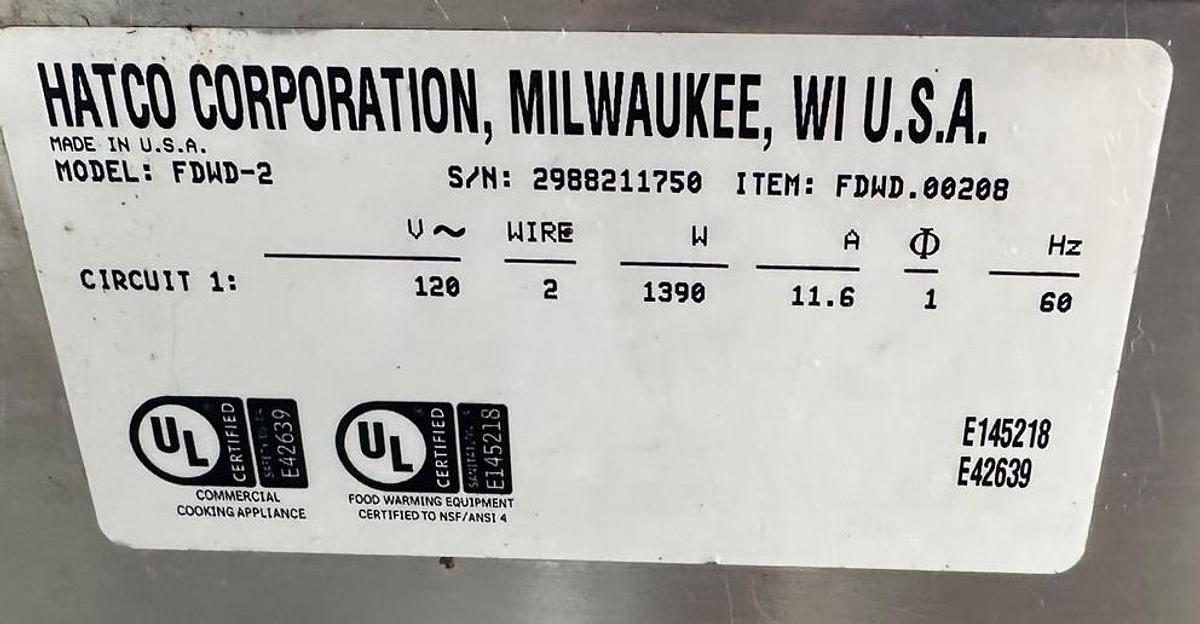 HATCO CORPORATION, MILWAUKEE, WI U.S.A.
MADE IN U.S.A.
MODEL: FDWD-2 S/N: 2988211750 ITEM: FDWD.00208
V~ WIRE W A Φ Hz
CIRCUIT 1: 120 2 1390 11.6 1 60
UL CERTIFIED E42639
COMMERCIAL
COOKING APPLIANCE
UL CERTIFIED E145218
FOOD WARMING EQUIPMENT
CERTIFIED TO NSF/ANSI 4
E145218
E42639